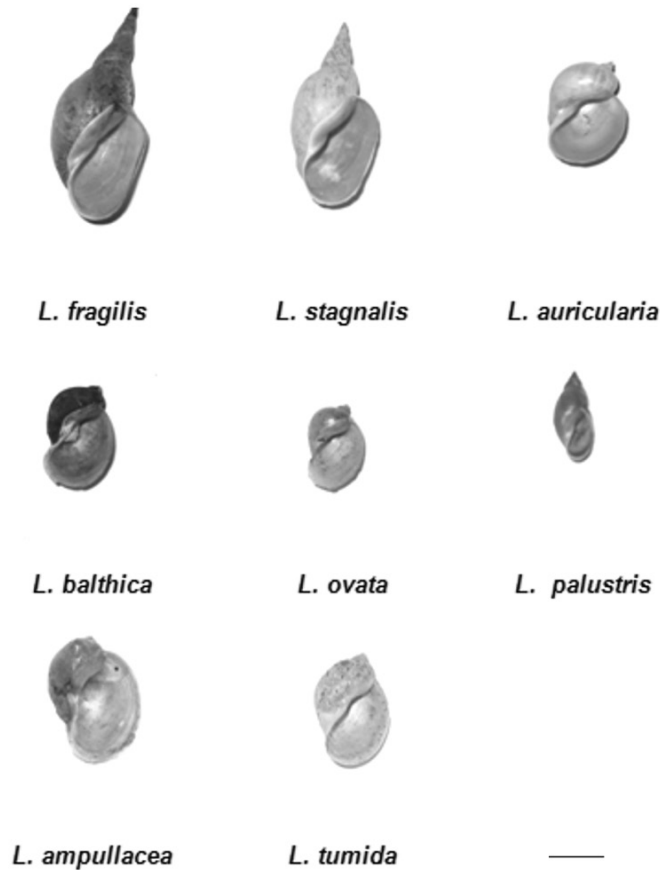 L. fragilis L. stagnalis L. auricularia
L. balthica L. ovata L. palustris
L. ampullacea L. tumida